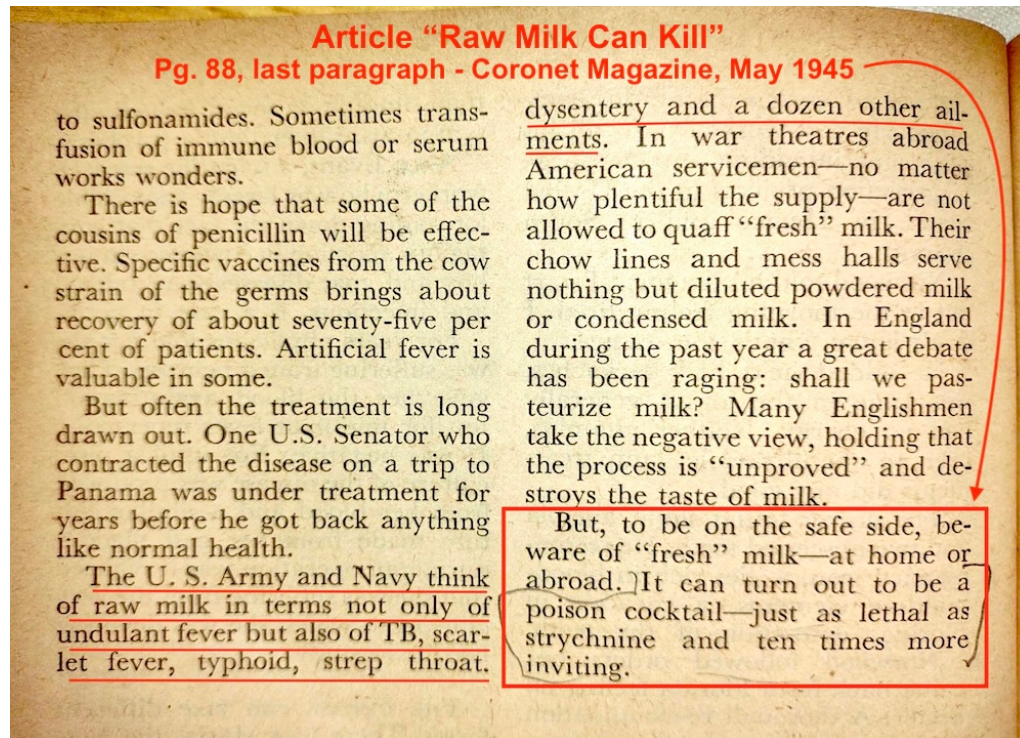 Article “Raw Milk Can Kill”
Pg. 88, last paragraph - Coronet Magazine, May 1945
to sulfonamides. Sometimes trans-
fusion of immune blood or serum
works wonders.
There is hope that some of the
cousins of penicillin will be effec-
tive. Specific vaccines from the cow
strain of the germs brings about
recovery of about seventy-five per
cent of patients. Artificial fever is
valuable in some.
But often the treatment is long
drawn out. One U.S. Senator who
contracted the disease on a trip to
Panama was under treatment for
years before he got back anything
like normal health.
The U. S. Army and Navy think
of raw milk in terms not only of
undulant fever but also of TB, scar-
let fever, typhoid, strep throat.
dysentery and a dozen other ail-
ments. In war theatres abroad
American servicemen—no matter
how plentiful the supply—are not
allowed to quaff “fresh” milk. Their
chow lines and mess halls serve
nothing but diluted powdered milk
or condensed milk. In England
during the past year a great debate
has been raging: shall we pas-
teurize milk? Many Englishmen
take the negative view, holding that
the process is “unproved” and de-
stroys the taste of milk.
But, to be on the safe side, be-
ware of “fresh” milk—at home or
abroad. It can turn out to be a
poison cocktail—just as lethal as
strychnine and ten times more
inviting.